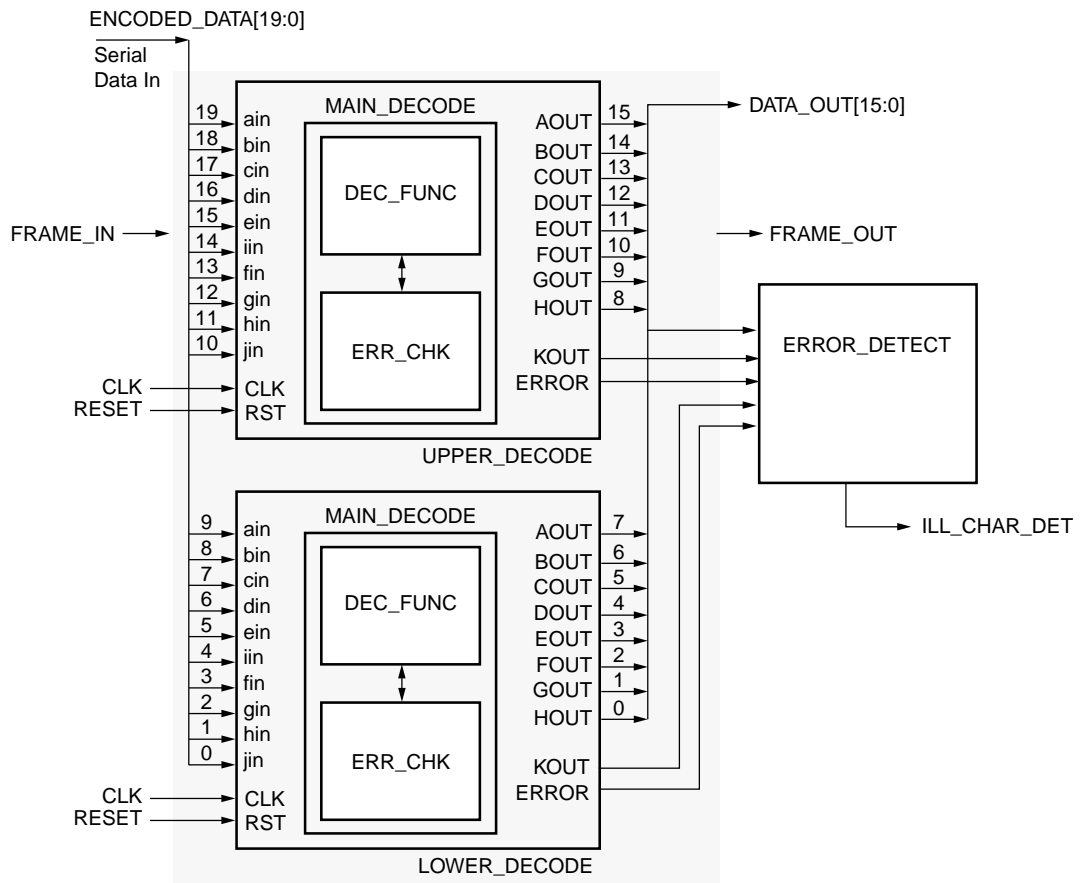 ENCODED_DATA[19:0]
Serial
Data In
MAIN_DECODE
DATA_OUT[15:0]
19 ain
18 bin
17 cin
16 din
15 ein
14 iin
13 fin
12 gin
11 hin
10 jin
DEC_FUNC
ERR_CHK
AOUT 15
BOUT 14
COUT 13
DOUT 12
EOUT 11
FOUT 10
GOUT 9
HOUT 8
KOUT
ERROR
FRAME_IN
FRAME_OUT
CLK CLK
RESET RST
UPPER_DECODE
ERROR_DETECT
ILL_CHAR_DET
MAIN_DECODE
9 ain
8 bin
7 cin
6 din
5 ein
4 iin
3 fin
2 gin
1 hin
0 jin
DEC_FUNC
ERR_CHK
AOUT 7
BOUT 6
COUT 5
DOUT 4
EOUT 3
FOUT 2
GOUT 1
HOUT 0
KOUT
ERROR
CLK CLK
RESET RST
LOWER_DECODE